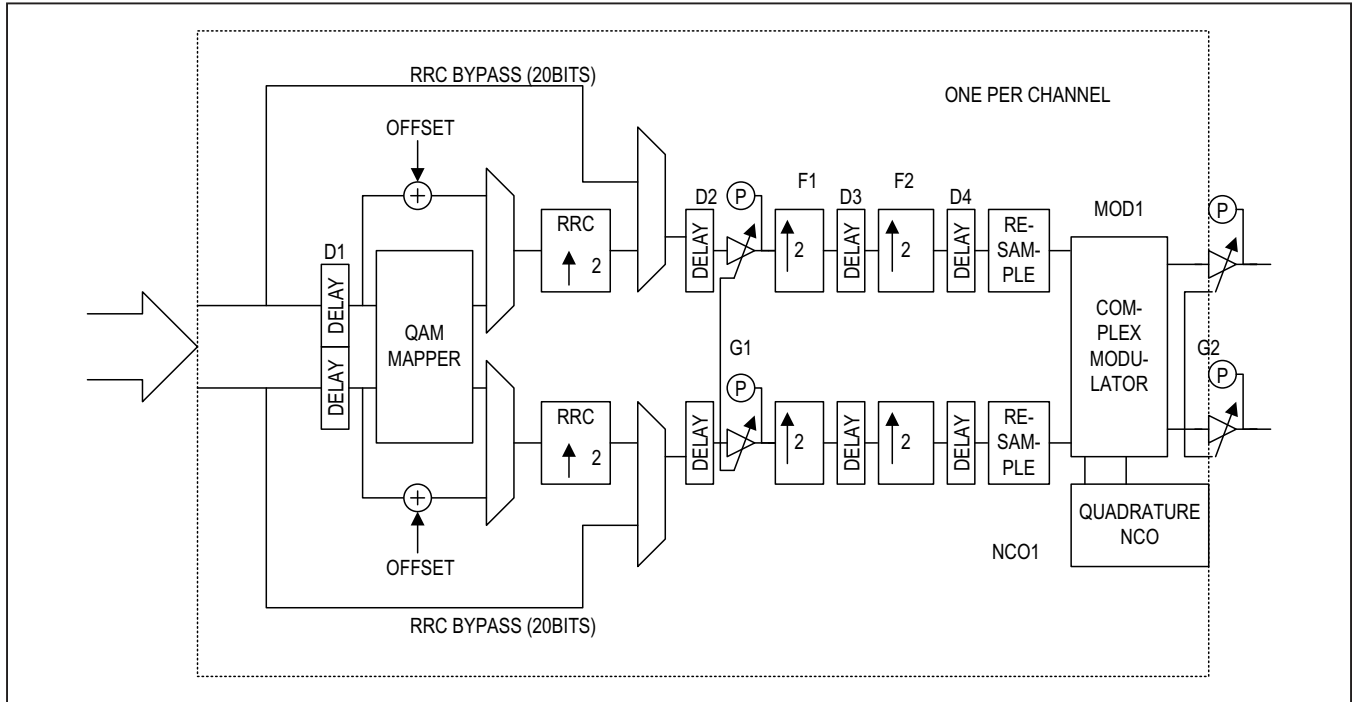 RRC BYPASS (20BITS)
ONE PER CHANNEL
OFFSET
+
D1
DELAY
DELAY
QAM
MAPPER
RRC
2
D2
DELAY
P
F1
2
D3
DELAY
F2
2
D4
DELAY
RE-
SAM-
PLE
MOD1
COM-
PLEX
MODU-
LATOR
P
G1
G2
RRC
2
DELAY
P
2
DELAY
2
DELAY
RE-
SAM-
PLE
P
+
OFFSET
NCO1
QUADRATURE
NCO
RRC BYPASS (20BITS)